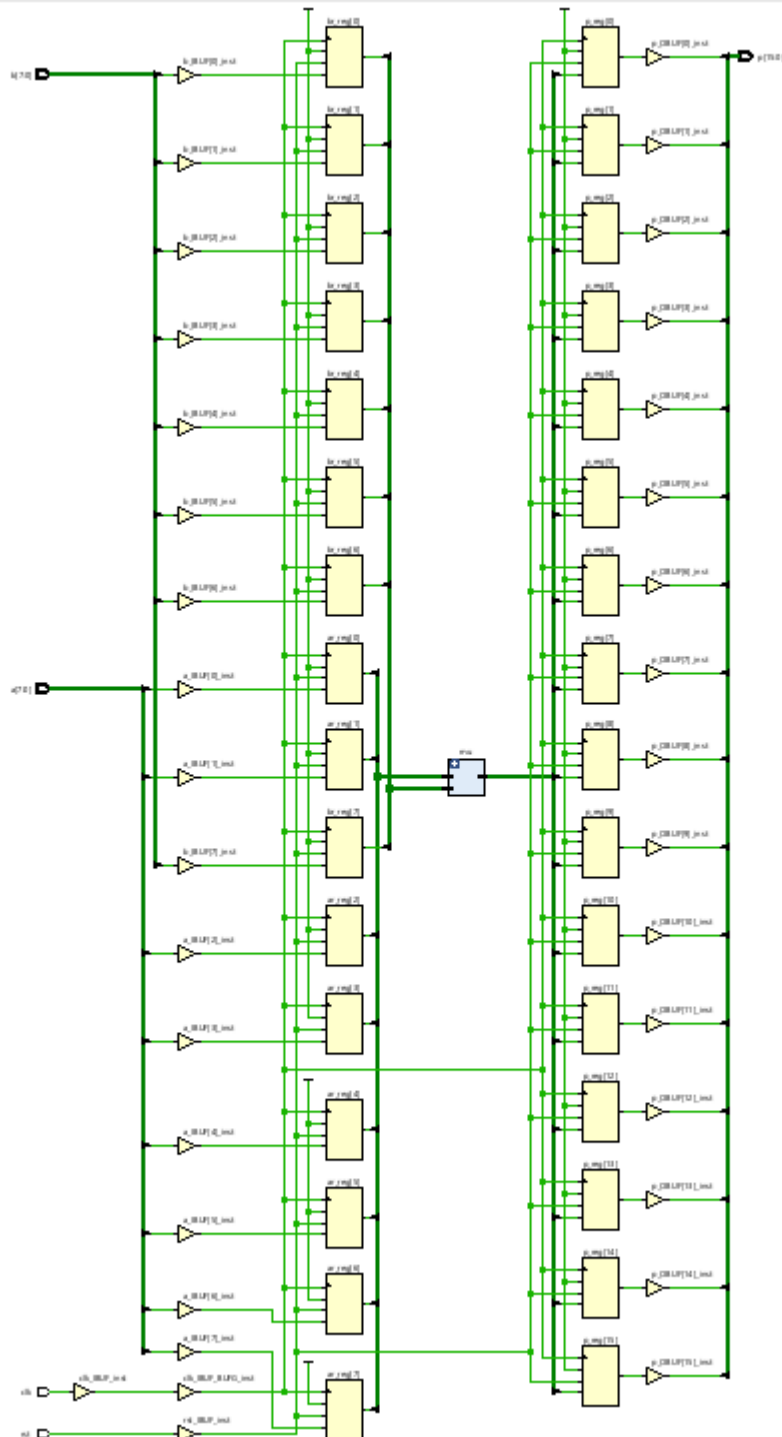 br_reg[0]
p_reg[0]
b[7:0]
b_IBUF[0]_inst
p_OBUF[0]_inst
p[15:0]
br_reg[1]
p_reg[1]
b_IBUF[1]_inst
p_OBUF[1]_inst
br_reg[2]
p_reg[2]
b_IBUF[2]_inst
p_OBUF[2]_inst
br_reg[3]
p_reg[3]
b_IBUF[3]_inst
p_OBUF[3]_inst
br_reg[4]
p_reg[4]
b_IBUF[4]_inst
p_OBUF[4]_inst
br_reg[5]
p_reg[5]
b_IBUF[5]_inst
p_OBUF[5]_inst
br_reg[6]
p_reg[6]
b_IBUF[6]_inst
p_OBUF[6]_inst
ar_reg[0]
p_reg[7]
a[7:0]
a_IBUF[0]_inst
p_OBUF[7]_inst
ar_reg[1]
p_reg[8]
a_IBUF[1]_inst
p_OBUF[8]_inst
br_reg[7]
p_reg[9]
b_IBUF[7]_inst
p_OBUF[9]_inst
ar_reg[2]
p_reg[10]
a_IBUF[2]_inst
p_OBUF[10]_inst
ar_reg[3]
p_reg[11]
a_IBUF[3]_inst
p_OBUF[11]_inst
p_reg[12]
ar_reg[4]
p_OBUF[12]_inst
a_IBUF[4]_inst
p_reg[13]
ar_reg[5]
p_OBUF[13]_inst
a_IBUF[5]_inst
p_reg[14]
ar_reg[6]
p_OBUF[14]_inst
a_IBUF[6]_inst
p_reg[15]
a_IBUF[7]_inst
p_OBUF[15]_inst
ar_reg[7]
clk
clk_IBUF_inst
clk_IBUF_BUFG_inst
rst
rst_IBUF_inst